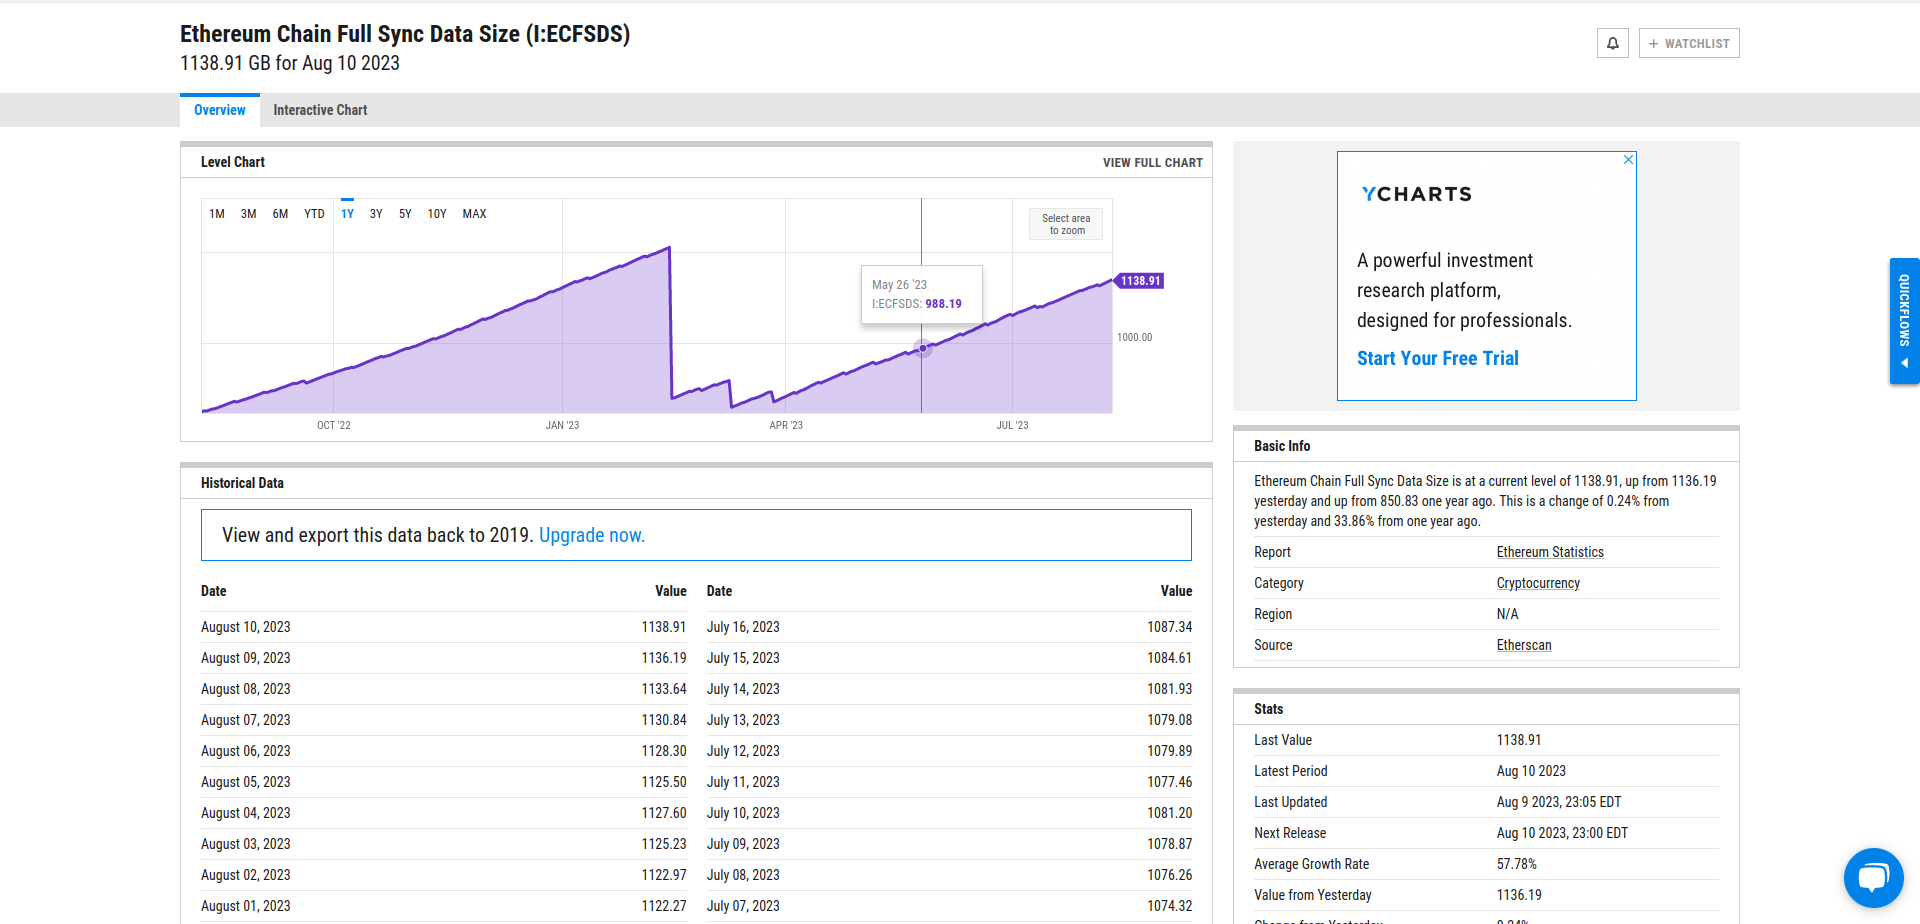 Ethereum Chain Full Sync Data Size (I:ECFSDS)
1138.91 GB for Aug 10 2023
+ WATCHLIST
Overview
Interactive Chart
Level Chart
VIEW FULL CHART
1M 3M 6M YTD 1Y 3Y 5Y 10Y MAX
Select area
to zoom
May 26 '23
I:ECFSDS: 988.19
1138.91
1000.00
OCT '22 JAN '23 APR '23 JUL '23
Historical Data
View and export this data back to 2019. Upgrade now.
Date Value Date Value
August 10, 2023 1138.91 July 16, 2023 1087.34
August 09, 2023 1136.19 July 15, 2023 1084.61
August 08, 2023 1133.64 July 14, 2023 1081.93
August 07, 2023 1130.84 July 13, 2023 1079.08
August 06, 2023 1128.30 July 12, 2023 1079.89
August 05, 2023 1125.50 July 11, 2023 1077.46
August 04, 2023 1127.60 July 10, 2023 1081.20
August 03, 2023 1125.23 July 09, 2023 1078.87
August 02, 2023 1122.97 July 08, 2023 1076.26
August 01, 2023 1122.27 July 07, 2023 1074.32
YCHARTS
A powerful investment
research platform,
designed for professionals.
Start Your Free Trial
QUICKFLOWS
Basic Info
Ethereum Chain Full Sync Data Size is at a current level of 1138.91, up from 1136.19
yesterday and up from 850.83 one year ago. This is a change of 0.24% from
yesterday and 33.86% from one year ago.
Report Ethereum Statistics
Category Cryptocurrency
Region N/A
Source Etherscan
Stats
Last Value 1138.91
Latest Period Aug 10 2023
Last Updated Aug 9 2023, 23:05 EDT
Next Release Aug 10 2023, 23:00 EDT
Average Growth Rate 57.78%
Value from Yesterday 1136.19